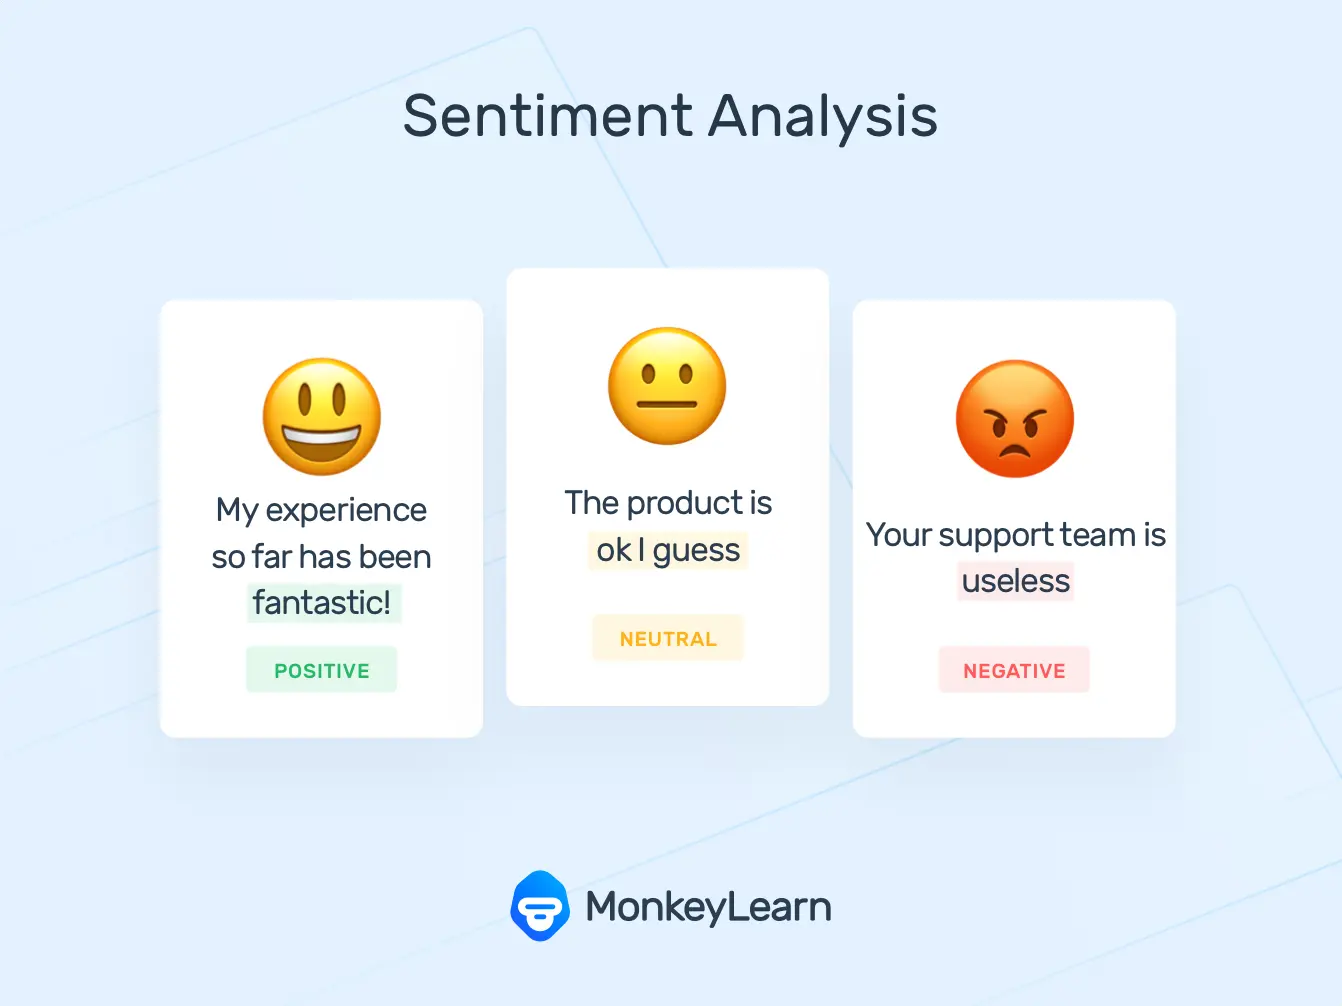 Sentiment Analysis
My experience
so far has been
fantastic!
POSITIVE
The product is
ok I guess
NEUTRAL
Your support team is
useless
NEGATIVE
MonkeyLearn